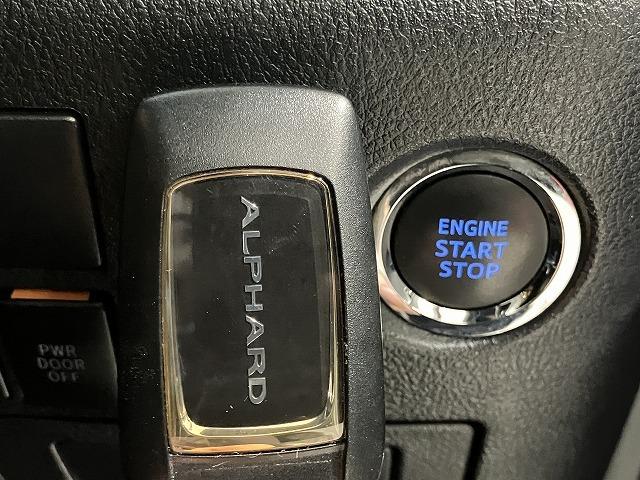 ALPHARD
ENGINE
START
STOP
PWR
DOOR
OFF